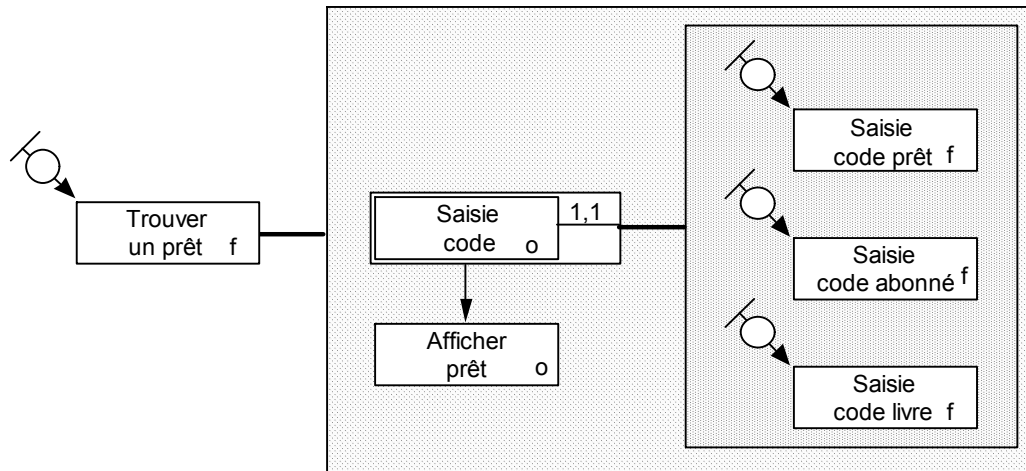 Trouver
un prêt f
Saisie
code o
1,1
Afficher
prêt o
Saisie
code prêt f
Saisie
code abonné f
Saisie
code livre f